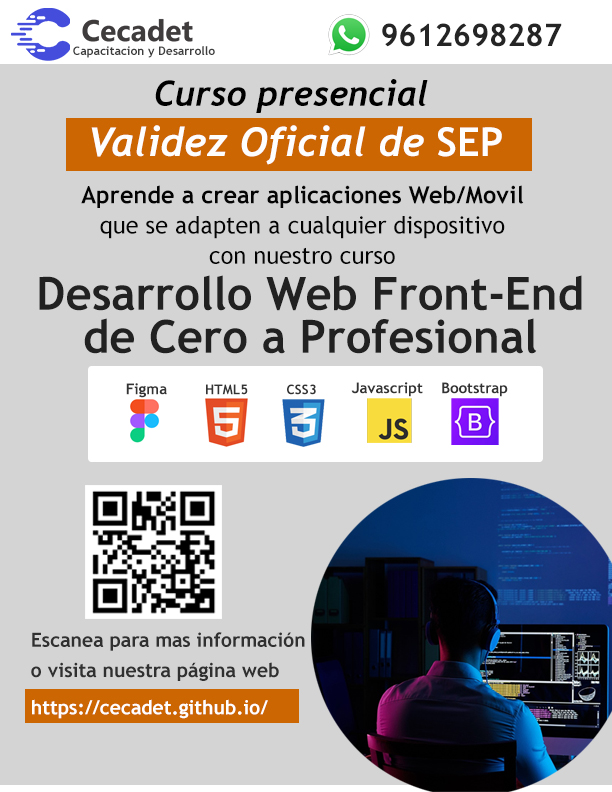 Cecadet
Capacitacion y Desarrollo
9612698287
Curso presencial
Validez Oficial de SEP
Aprende a crear aplicaciones Web/Movil
que se adapten a cualquier dispositivo
con nuestro curso
Desarrollo Web Front-End
de Cero a Profesional
Figma HTML5 CSS3 Javascript Bootstrap
5 3 JS B
Escanea para mas información
o visita nuestra página web
https://cecadet.github.io/